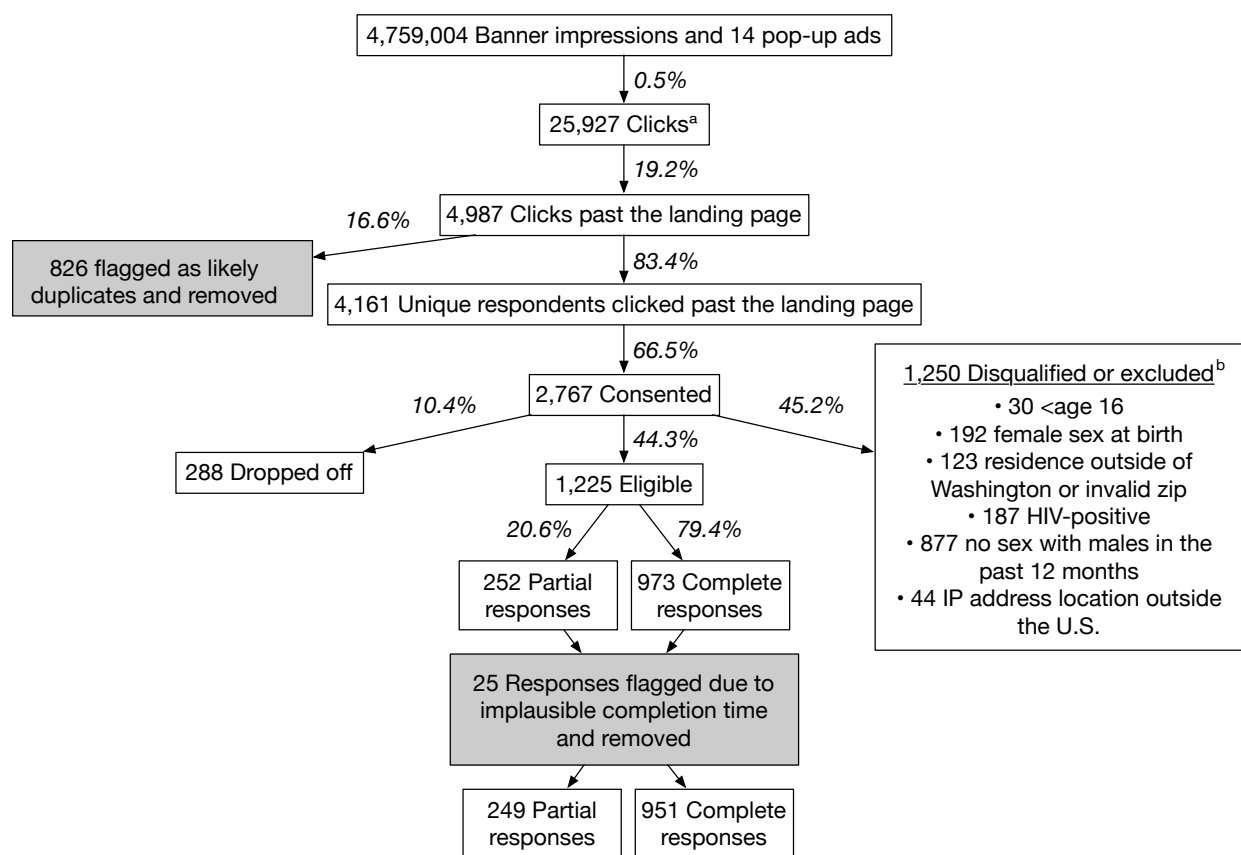 4,759,004 Banner impressions and 14 pop-up ads
0.5%
25,927 Clicksᵃ
19.2%
4,987 Clicks past the landing page
16.6%
83.4%
826 flagged as likely
duplicates and removed
4,161 Unique respondents clicked past the landing page
66.5%
2,767 Consented
10.4%
44.3%
45.2%
288 Dropped off
1,225 Eligible
1,250 Disqualified or excludedᵇ
• 30 <age 16
• 192 female sex at birth
• 123 residence outside of
Washington or invalid zip
• 187 HIV-positive
• 877 no sex with males in the
past 12 months
• 44 IP address location outside
the U.S.
20.6%
79.4%
252 Partial
responses
973 Complete
responses
25 Responses flagged due to
implausible completion time
and removed
249 Partial
responses
951 Complete
responses